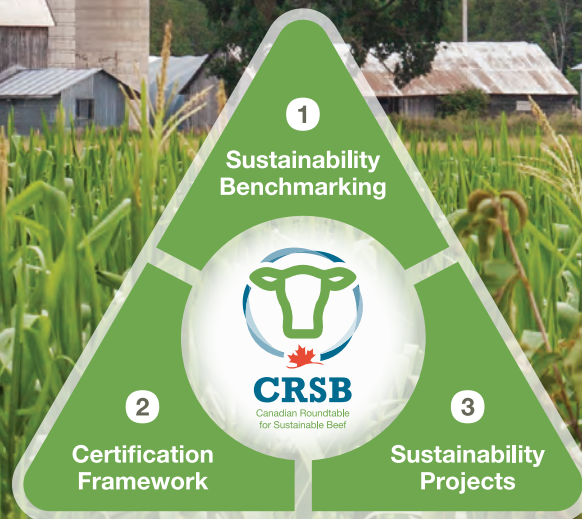 1
Sustainability
Benchmarking
CRSB
Canadian Roundtable
for Sustainable Beef
2
Certification
Framework
3
Sustainability
Projects